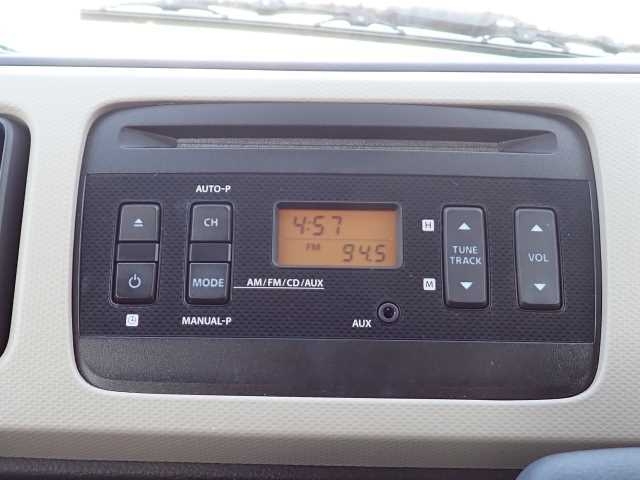 AUTO-P
CH
MODE
MANUAL-P
AM/FM/CD/AUX
4:57
FM 94.5
AUX
H
M
TUNE
TRACK
VOL